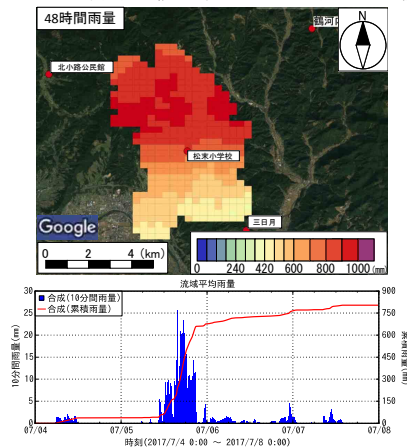 48時間雨量
鶴河内
N
北小路公民館
松末小学校
三日月
Google
0 2 4 (km)
0 240 420 600 1000(mm)
0 120 320 500 800
流域平均雨量
30 900
25 750
20 600
15 450
10 300
5 150
0 0
合成(10分間雨量)
合成(累積雨量)
10分間雨量(mm)
累積雨量(mm)
07/04 07/05 07/06 07/07 07/08
時刻(2017/7/4 0:00 ～ 2017/7/8 0:00)